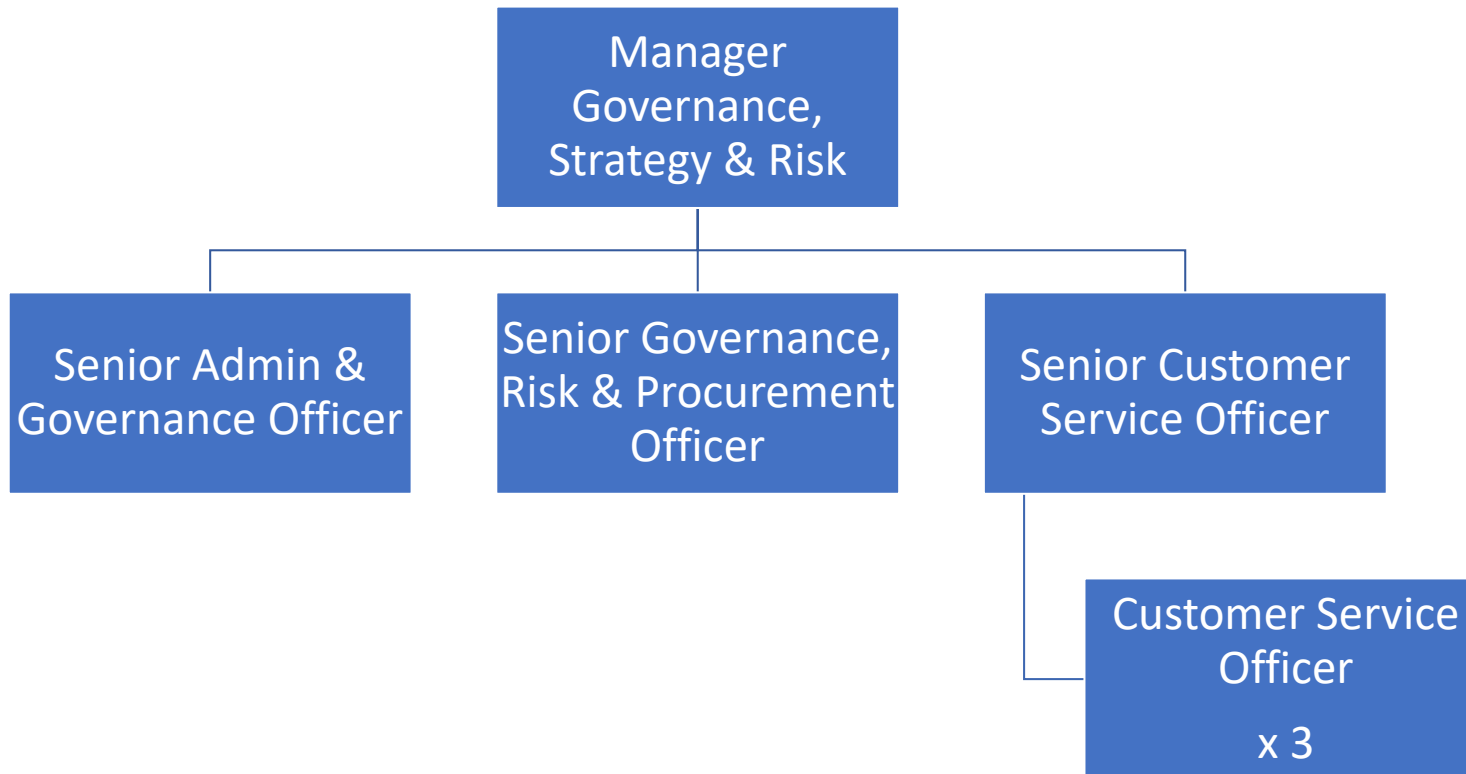 Manager
Governance,
Strategy & Risk
Senior Admin &
Governance Officer
Senior Governance,
Risk & Procurement
Officer
Senior Customer
Service Officer
Customer Service
Officer
x 3